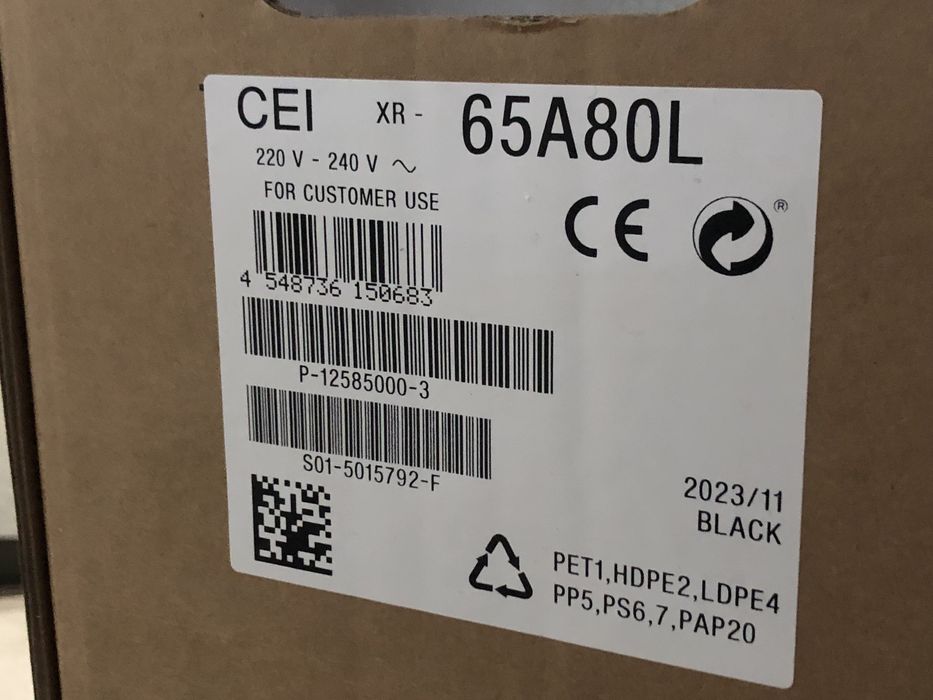 CEI XR - 65A80L
220 V - 240 V ~
FOR CUSTOMER USE
CE ®
4 548736 150683
P-12585000-3
S01-5015792-F
2023/11
BLACK
PET1,HDPE2,LDPE4
PP5,PS6,7,PAP20